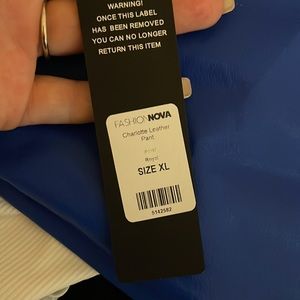 WARNING!
ONCE THIS LABEL
HAS BEEN REMOVED
YOU CAN NO LONGER
RETURN THIS ITEM
FASHIONNOVA
Charlotte Leather
Pant
Royal
SIZE XL
5142582